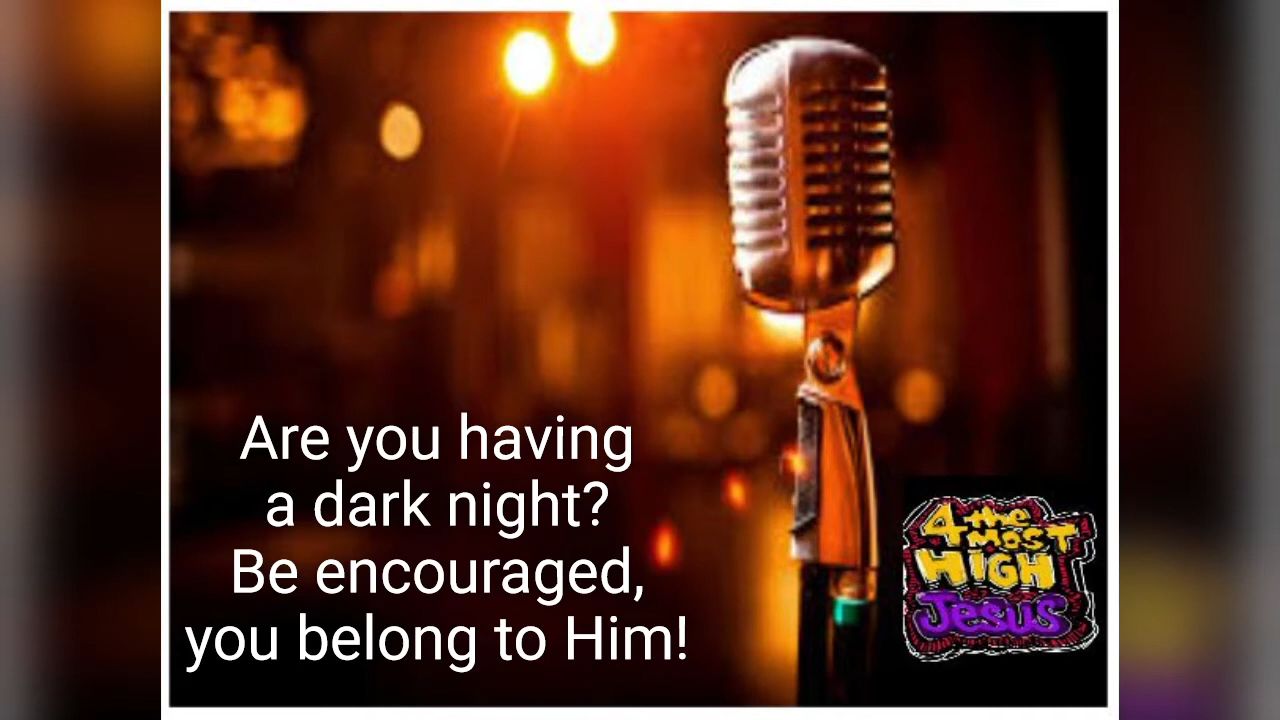 Are you having
a dark night?
Be encouraged,
you belong to Him!
4 the
MOST
HIGH
Jesus